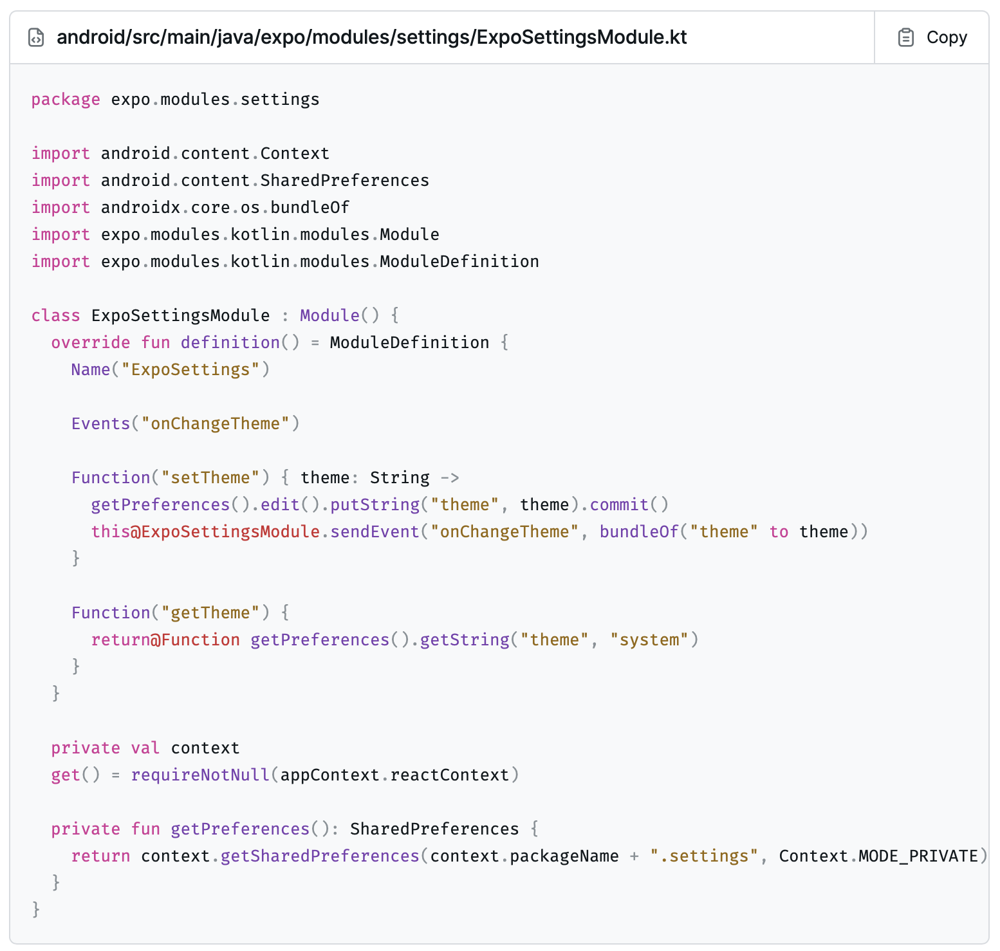 android/src/main/java/expo/modules/settings/ExpoSettingsModule.kt
Copy
package expo.modules.settings
import android.content.Context
import android.content.SharedPreferences
import androidx.core.os.bundleOf
import expo.modules.kotlin.modules.Module
import expo.modules.kotlin.modules.ModuleDefinition
class ExpoSettingsModule : Module() {
  override fun definition() = ModuleDefinition {
    Name("ExpoSettings")
    Events("onChangeTheme")
    Function("setTheme") { theme: String ->
      getPreferences().edit().putString("theme", theme).commit()
      this@ExpoSettingsModule.sendEvent("onChangeTheme", bundleOf("theme" to theme))
    }
    Function("getTheme") {
      return@Function getPreferences().getString("theme", "system")
    }
  }
  private val context
  get() = requireNotNull(appContext.reactContext)
  private fun getPreferences(): SharedPreferences {
    return context.getSharedPreferences(context.packageName + ".settings", Context.MODE_PRIVATE)
  }
}